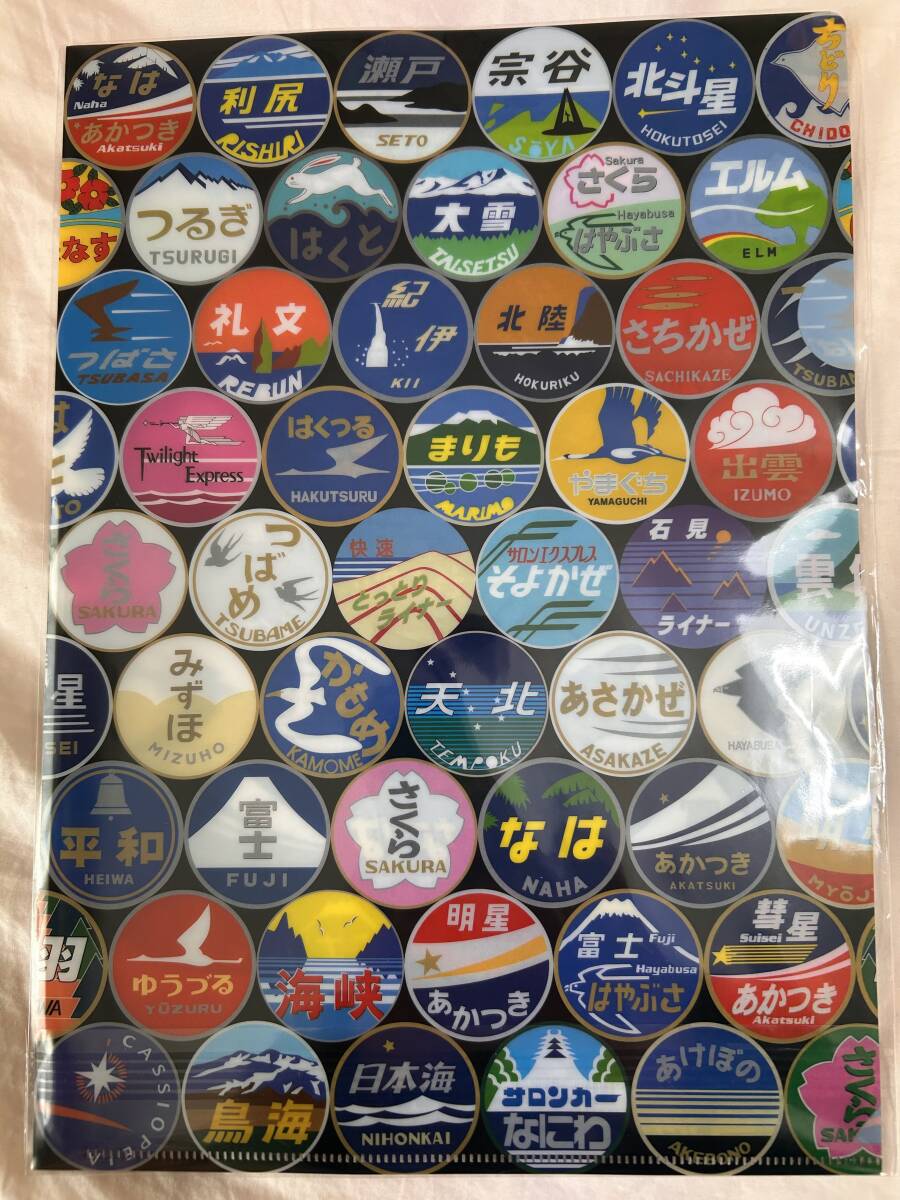 なは
Naha
あかつき
Akatsuki
利尻
RISHIRI
瀬戸
SETO
宗谷
SŌYA
北斗星
HOKUTOSEI
ちどり
CHIDO
なす
つるぎ
TSURUGI
はくと
大雪
TAISETSU
Sakura
さくら
Hayabusa
はやぶさ
エルム
ELM
つばさ
TSUBASA
礼文
REBUN
紀伊
KII
北陸
HOKURIKU
さちかぜ
SACHIKAZE
TSUBA
は
TO
Twilight
Express
はくつる
HAKUTSURU
まりも
MARIMO
やまぐち
YAMAGUCHI
出雲
IZUMO
さくら
SAKURA
つばめ
TSUBAME
快速
とっとり
ライナー
サロンエクスプレス
そよかぜ
石見
ライナー
雲
UNZ
星
SEI
みずほ
MIZUHO
かもめ
KAMOME
天北
TEMPOKU
あさかぜ
ASAKAZE
HAYABUSA
平和
HEIWA
富士
FUJI
さくら
SAKURA
なは
NAHA
あかつき
AKATSUKI
明
MYŌJ
WA
ゆうづる
YŪZURU
海峡
明星
あかつき
富士
Fuji
Hayabusa
はやぶさ
彗星
Suisei
あかつき
Akatsuki
CASSIOPEIA
鳥海
日本海
NIHONKAI
サロンカー
なにわ
あけぼの
AKEBONO
さくら
SAK